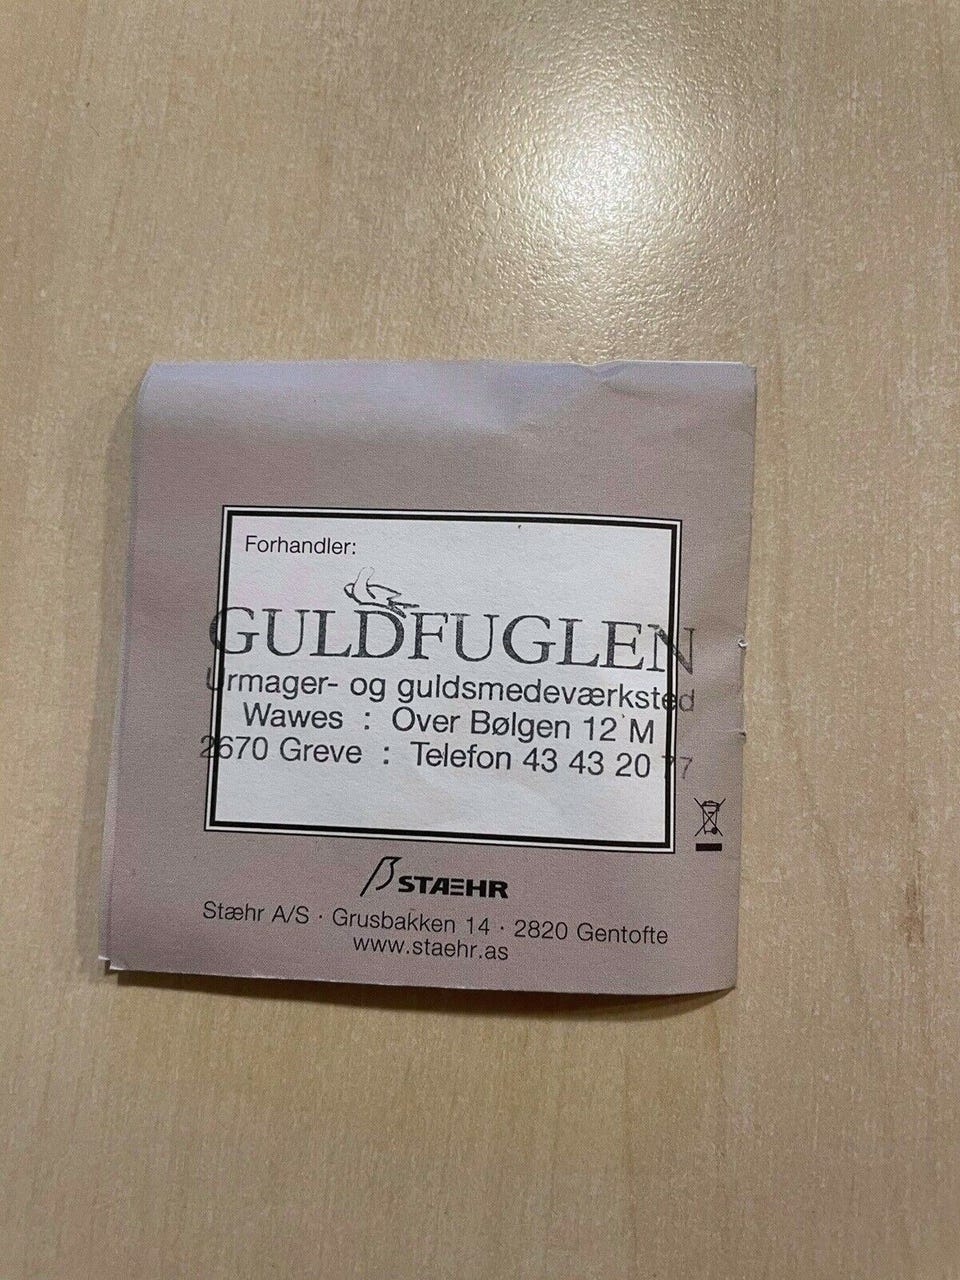 Forhandler:
GULDFUGLEN
Urmager- og guldsmedeværksted
Wawes : Over Bølgen 12 M
2670 Greve : Telefon 43 43 20 77
STÆHR
Stæhr A/S · Grusbakken 14 · 2820 Gentofte
www.staehr.as